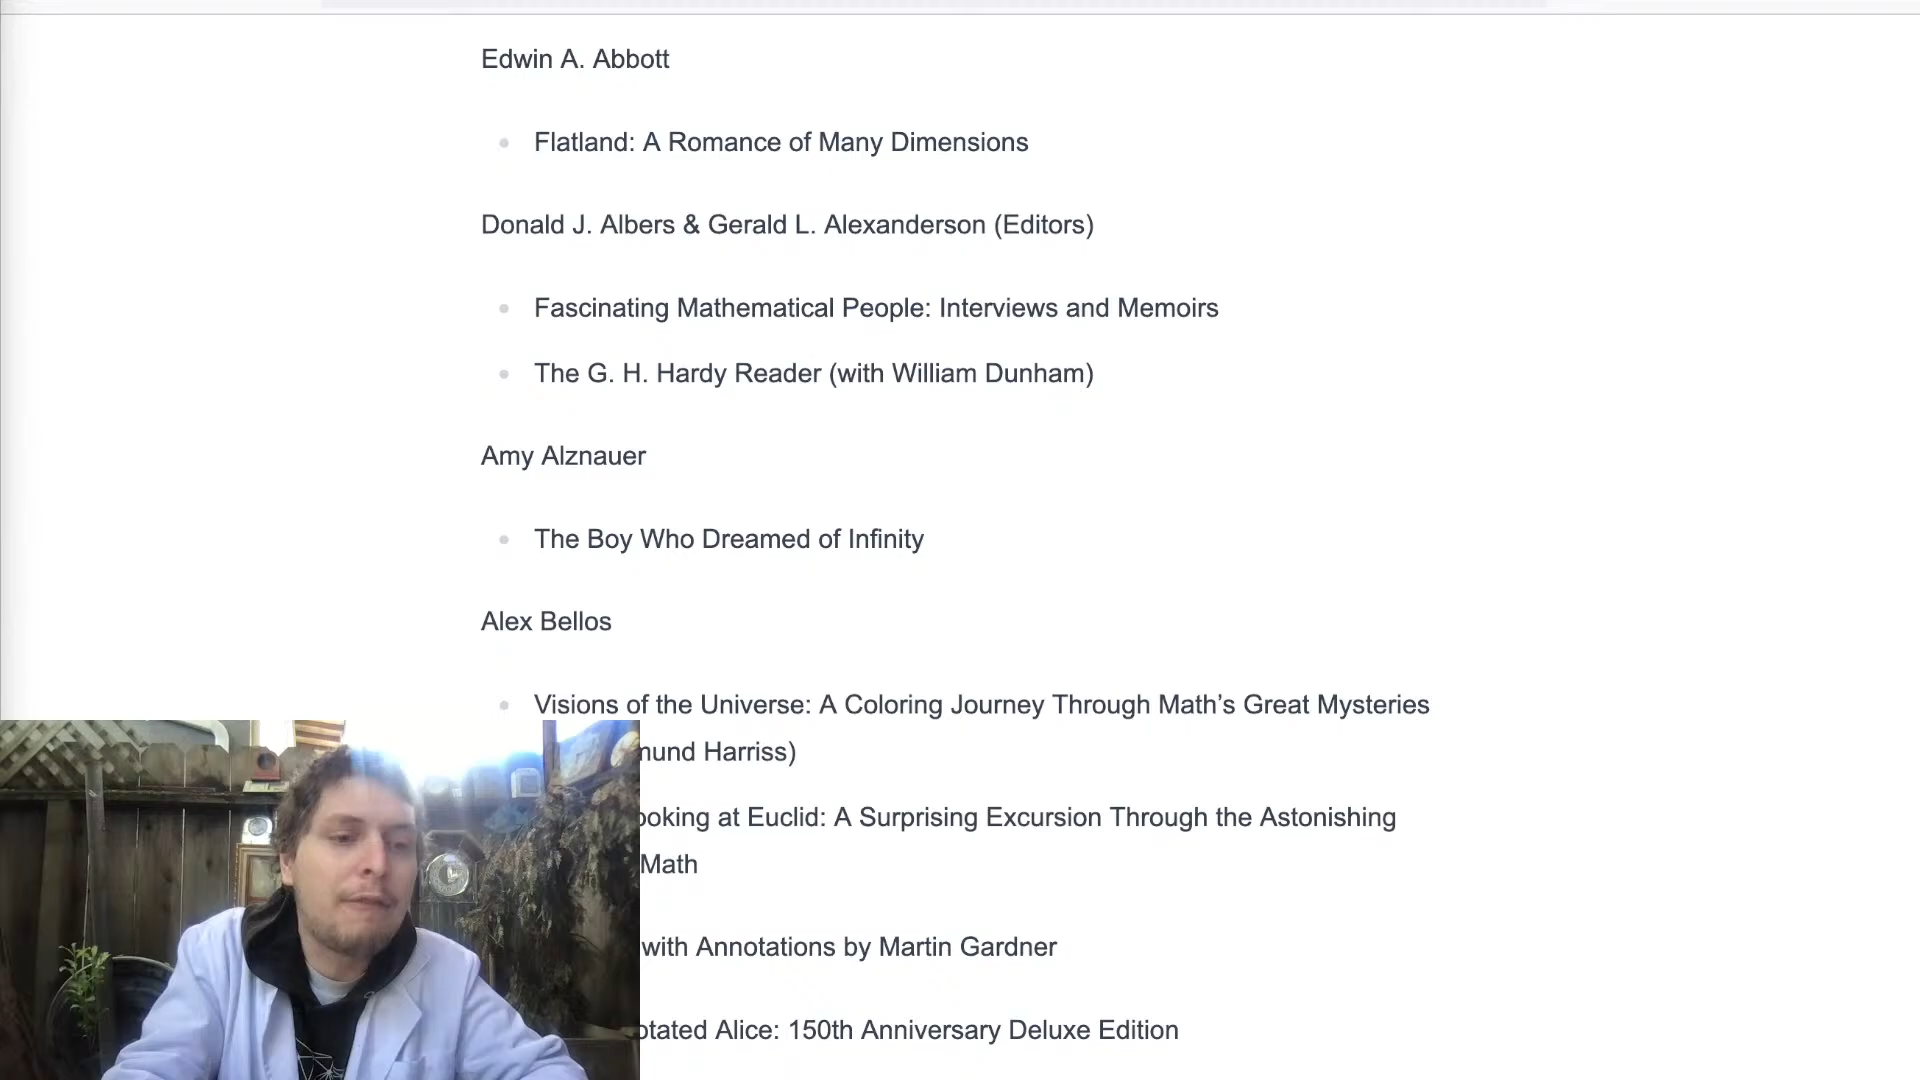 Edwin A. Abbott
Flatland: A Romance of Many Dimensions
Donald J. Albers & Gerald L. Alexanderson (Editors)
Fascinating Mathematical People: Interviews and Memoirs
The G. H. Hardy Reader (with William Dunham)
Amy Alznauer
The Boy Who Dreamed of Infinity
Alex Bellos
Visions of the Universe: A Coloring Journey Through Math’s Great Mysteries
Harriss)
at Euclid: A Surprising Excursion Through the Astonishing
Math
with Annotations by Martin Gardner
Alice: 150th Anniversary Deluxe Edition